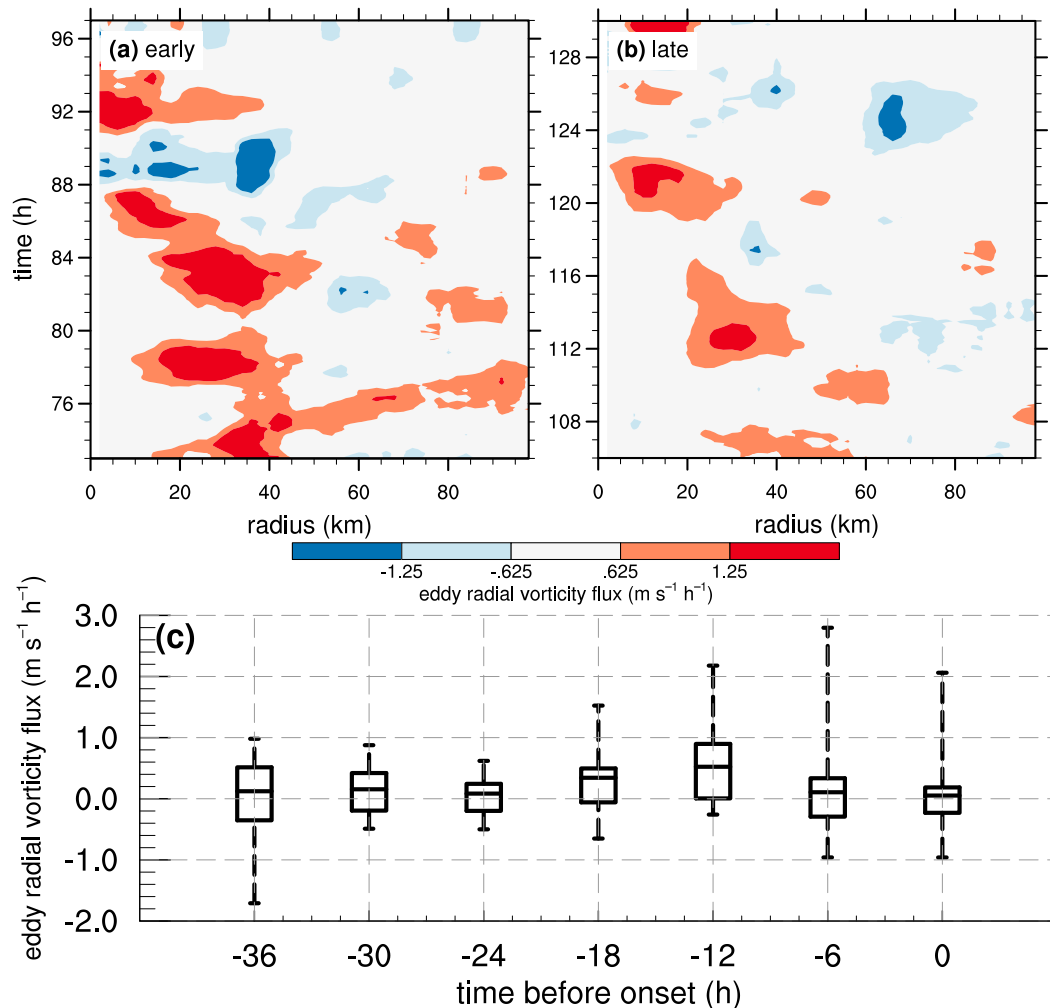 (a) early
(b) late
96
92
88
84
80
76
time (h)
0 20 40 60 80
radius (km)
128
124
120
116
112
108
0 20 40 60 80
radius (km)
-1.25 -.625 .625 1.25
eddy radial vorticity flux (m s⁻¹ h⁻¹)
(c)
3.0
2.0
1.0
0.0
-1.0
-2.0
eddy radial vorticity flux (m s⁻¹ h⁻¹)
-36 -30 -24 -18 -12 -6 0
time before onset (h)